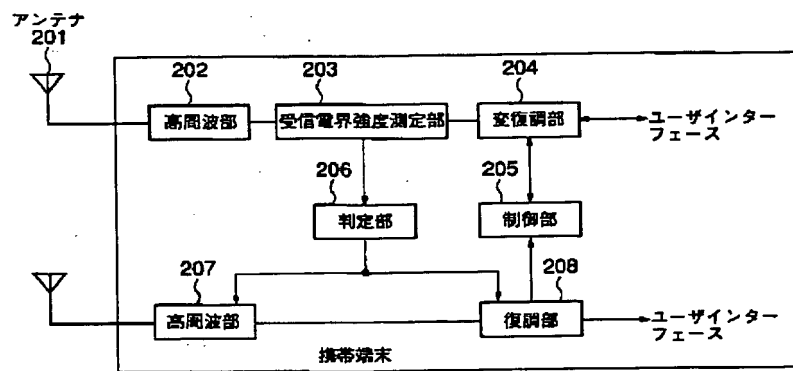 アンテナ
201
202
203
204
高周波部
受信電界強度測定部
変復調部
ユーザインター
フェース
206
205
判定部
制御部
207
208
高周波部
復調部
ユーザインター
フェース
携帯端末